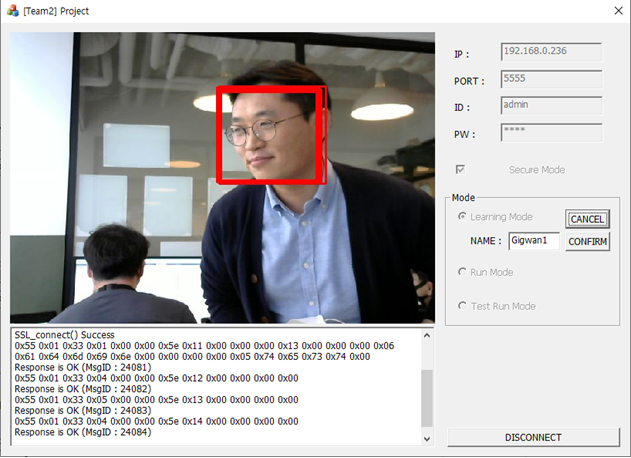 [Team2] Project
IP : 192.168.0.236
PORT : 5555
ID : admin
PW : ****
Secure Mode
Mode
Learning Mode CANCEL
NAME : Gigwan1 CONFIRM
Run Mode
Test Run Mode
SSL_connect() Success
0x55 0x01 0x33 0x01 0x00 0x00 0x5e 0x11 0x00 0x00 0x00 0x13 0x00 0x00 0x00 0x06
0x61 0x64 0x6d 0x69 0x6e 0x00 0x00 0x00 0x00 0x05 0x74 0x65 0x73 0x74 0x00
Response is OK (MsgID : 24081)
0x55 0x01 0x33 0x04 0x00 0x00 0x5e 0x12 0x00 0x00 0x00 0x00
Response is OK (MsgID : 24082)
0x55 0x01 0x33 0x05 0x00 0x00 0x5e 0x13 0x00 0x00 0x00 0x00
Response is OK (MsgID : 24083)
0x55 0x01 0x33 0x04 0x00 0x00 0x5e 0x14 0x00 0x00 0x00 0x00
Response is OK (MsgID : 24084)
DISCONNECT